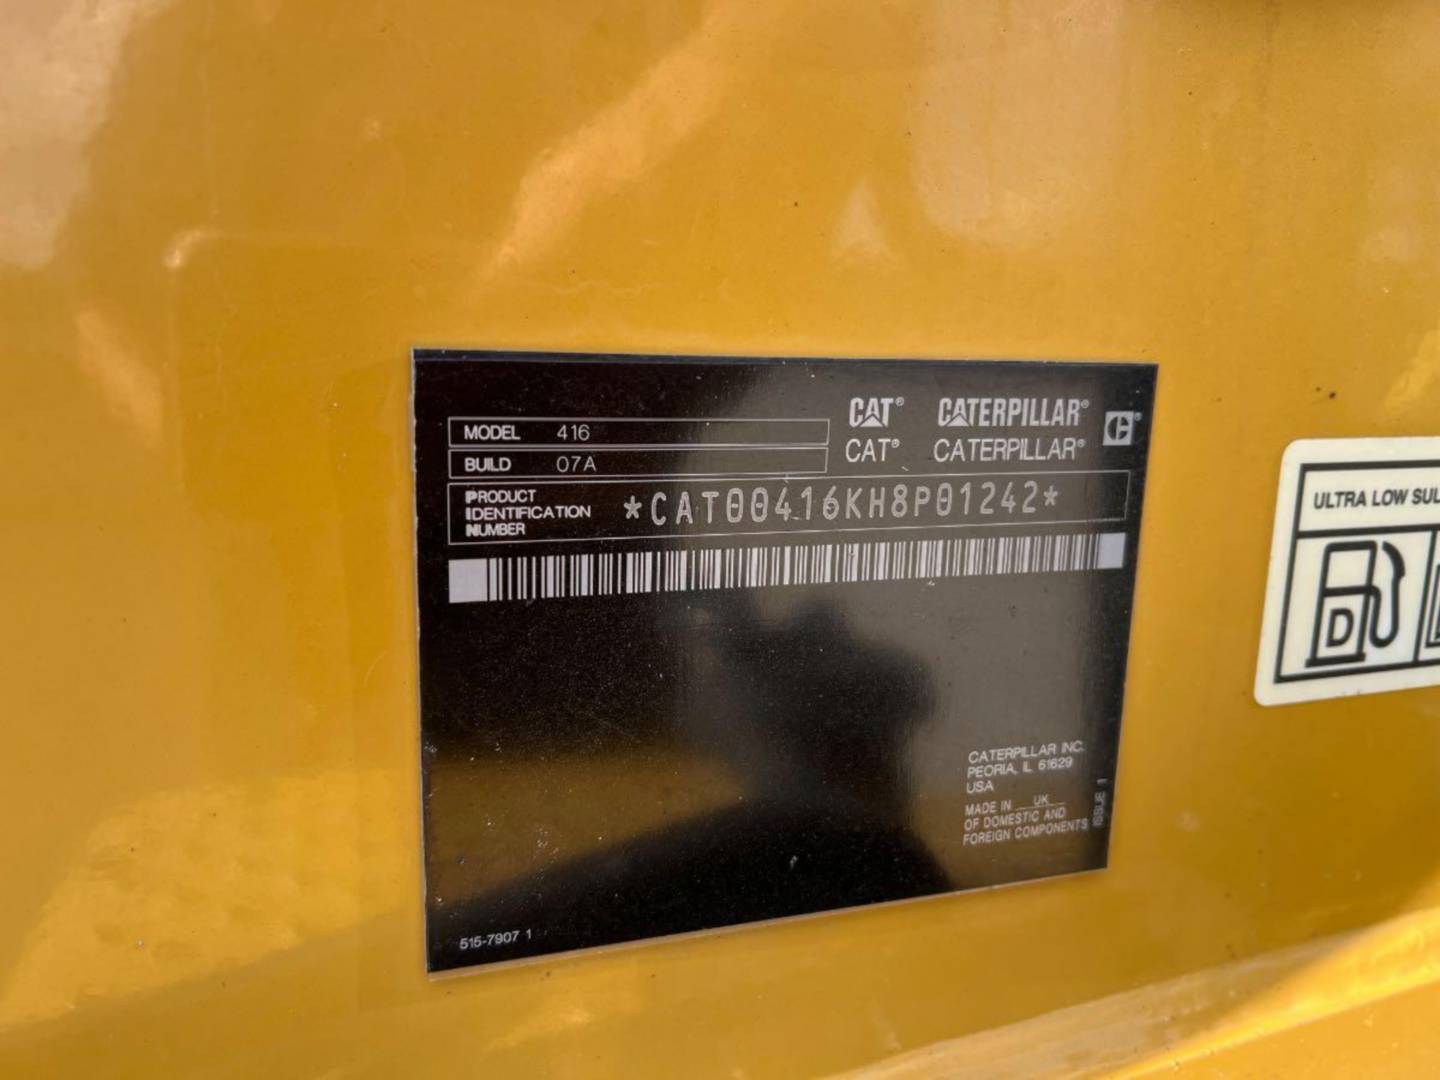 CAT® CATERPILLAR®
CAT® CATERPILLAR®
MODEL 416
BUILD 07A
PRODUCT
IDENTIFICATION
NUMBER
*CAT00416KH8P01242*
CATERPILLAR INC.
PEORIA, IL 61629
USA
MADE IN UK
OF DOMESTIC AND
FOREIGN COMPONENTS
ISSUE 1
515-7907 1
ULTRA LOW SUL
D